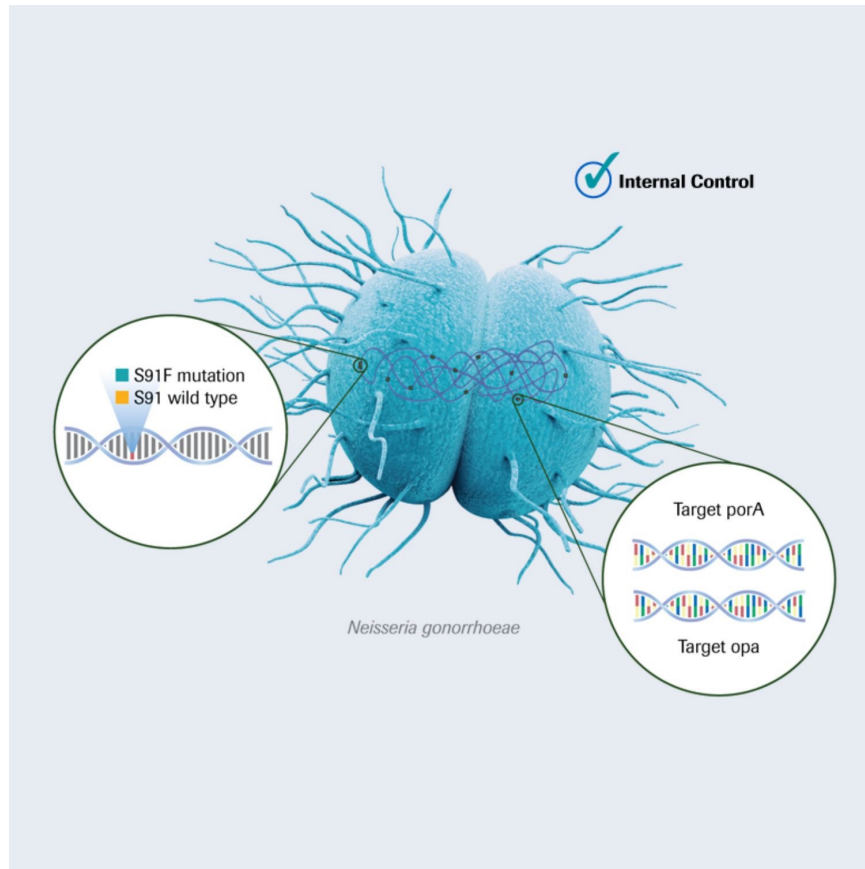 Internal Control
S91F mutation
S91 wild type
Target porA
Target opa
Neisseria gonorrhoeae